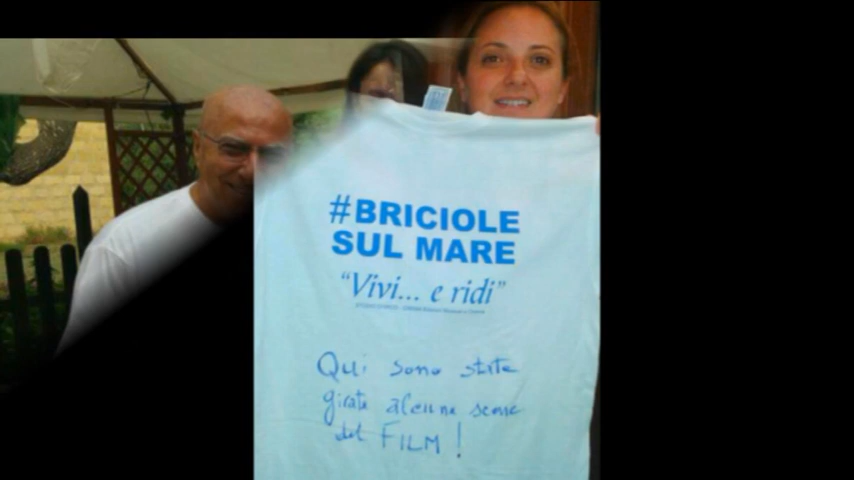 #BRICIOLE
SUL MARE
“Vivi... e ridi”
Qui sono state
girate alcune scene
del FILM!